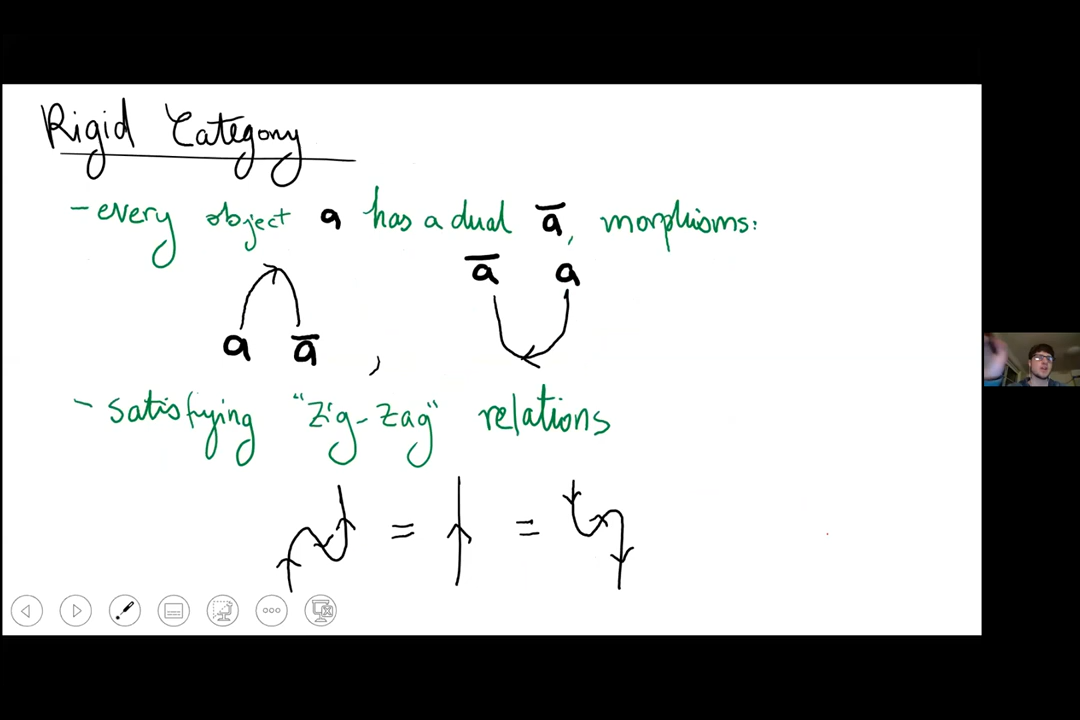 Rigid Category
- every object a has a dual a̅, morphisms:
a̅ a
a a̅ ,
- satisfying "zig-zag" relations
= =